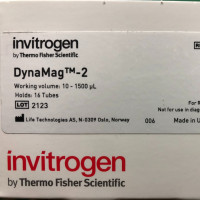 invitrogen
by Thermo Fisher Scientific
DynaMag™-2
Working volume: 10 - 1500 µL
Holds: 16 Tubes
LOT 2123
For R
Not for use in diagn
Life Technologies AS, N-0309 Oslo, Norway 006 Made in
invitrogen
by Thermo Fisher Scientific